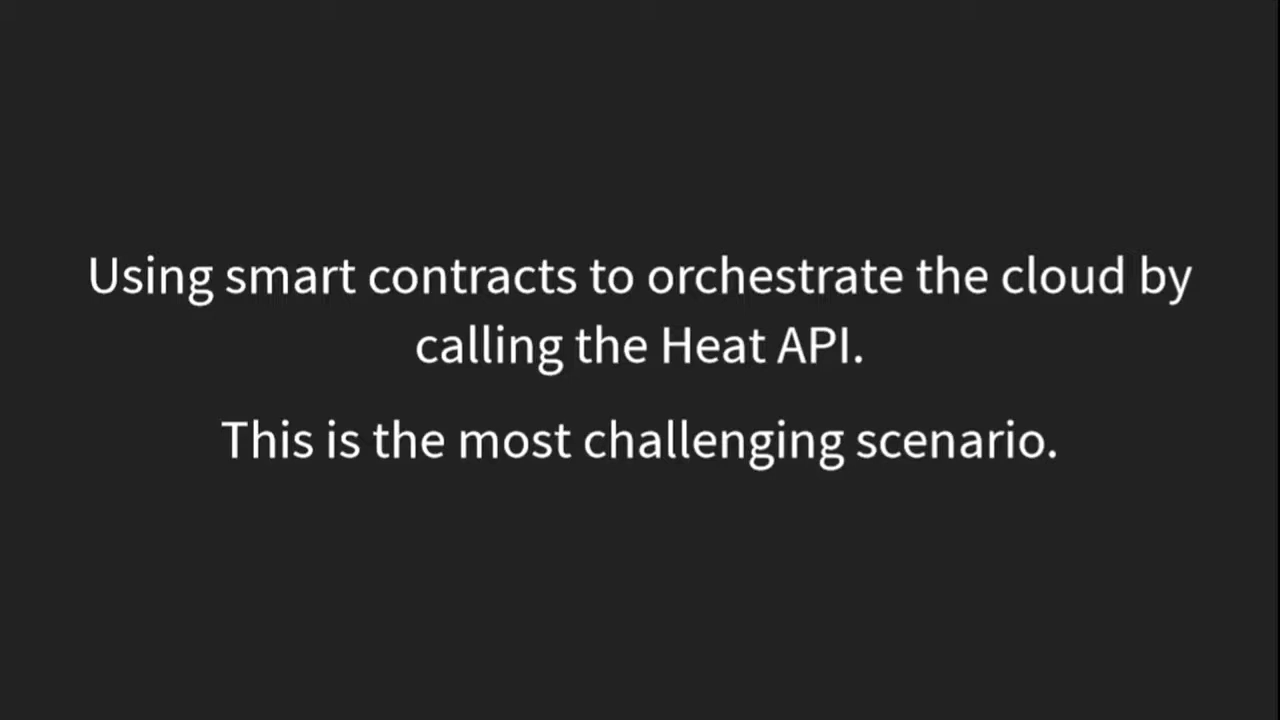 Using smart contracts to orchestrate the cloud by
calling the Heat API.
This is the most challenging scenario.